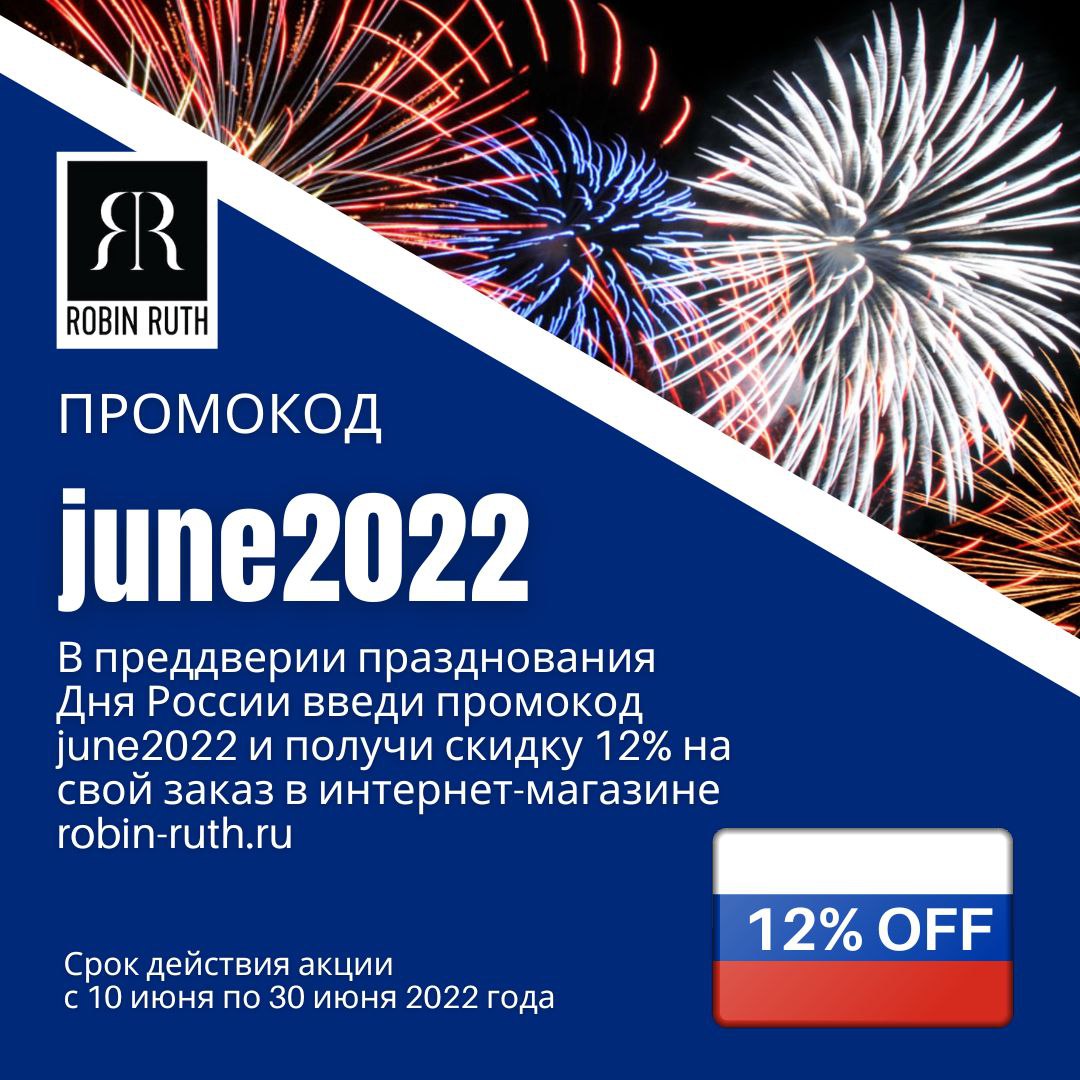 ROBIN RUTH
ПРОМОКОД
june2022
В преддверии празднования
Дня России введи промокод
june2022 и получи скидку 12% на
свой заказ в интернет-магазине
robin-ruth.ru
12% OFF
Срок действия акции
с 10 июня по 30 июня 2022 года